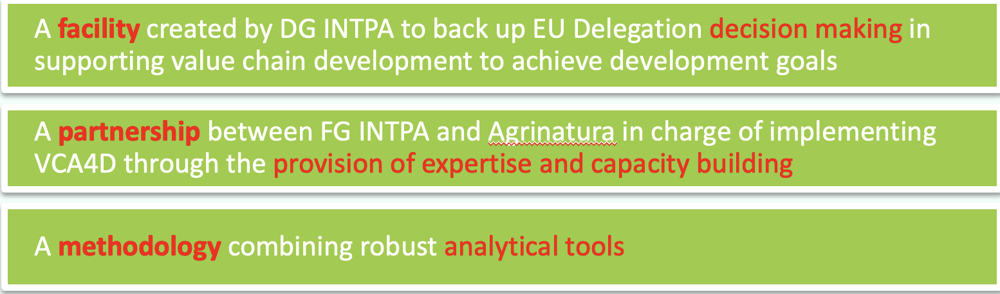 A facility created by DG INTPA to back up EU Delegation decision making in
supporting value chain development to achieve development goals
A partnership between FG INTPA and Agrinatura in charge of implementing
VCA4D through the provision of expertise and capacity building
A methodology combining robust analytical tools